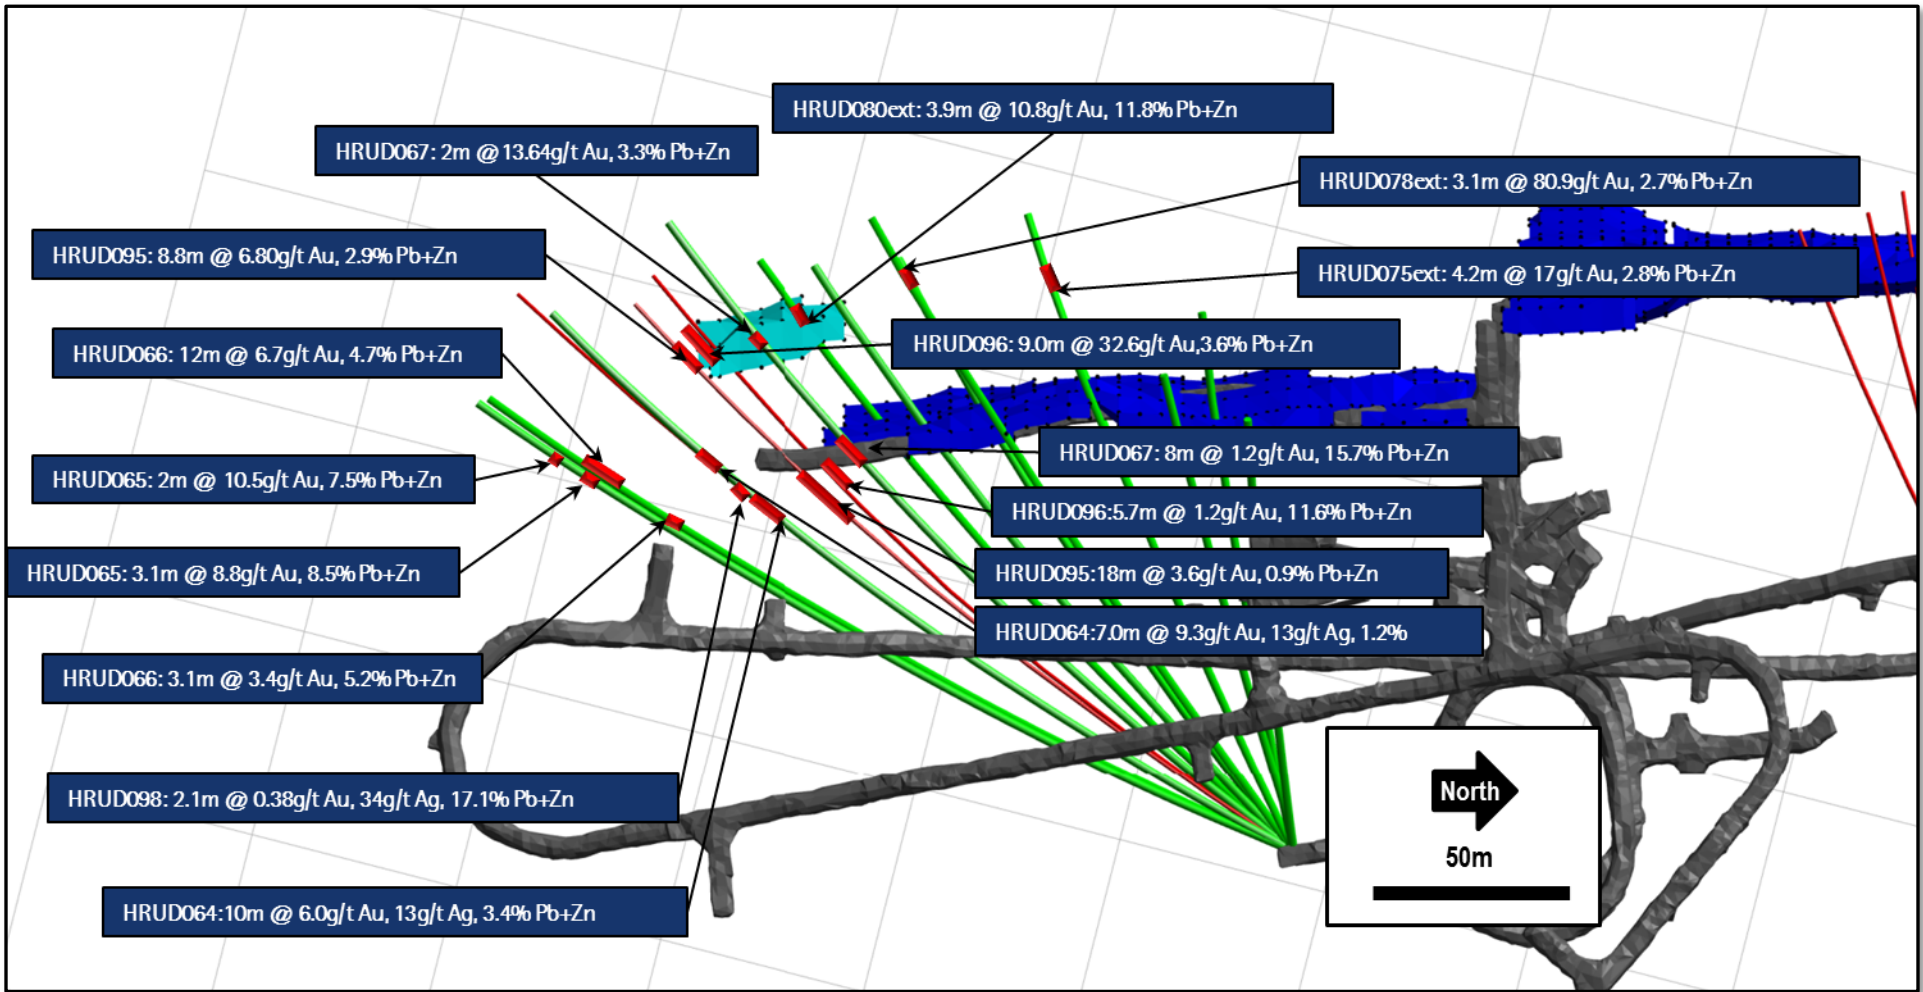 HRUD080ext: 3.9m @ 10.8g/t Au, 11.8% Pb+Zn
HRUD067: 2m @ 13.64g/t Au, 3.3% Pb+Zn
HRUD078ext: 3.1m @ 80.9g/t Au, 2.7% Pb+Zn
HRUD095: 8.8m @ 6.80g/t Au, 2.9% Pb+Zn
HRUD075ext: 4.2m @ 17g/t Au, 2.8% Pb+Zn
HRUD066: 12m @ 6.7g/t Au, 4.7% Pb+Zn
HRUD096: 9.0m @ 32.6g/t Au,3.6% Pb+Zn
HRUD067: 8m @ 1.2g/t Au, 15.7% Pb+Zn
HRUD065: 2m @ 10.5g/t Au, 7.5% Pb+Zn
HRUD096:5.7m @ 1.2g/t Au, 11.6% Pb+Zn
HRUD065: 3.1m @ 8.8g/t Au, 8.5% Pb+Zn
HRUD095:18m @ 3.6g/t Au, 0.9% Pb+Zn
HRUD064:7.0m @ 9.3g/t Au, 13g/t Ag, 1.2%
HRUD066: 3.1m @ 3.4g/t Au, 5.2% Pb+Zn
HRUD098: 2.1m @ 0.38g/t Au, 34g/t Ag, 17.1% Pb+Zn
North
50m
HRUD064:10m @ 6.0g/t Au, 13g/t Ag, 3.4% Pb+Zn